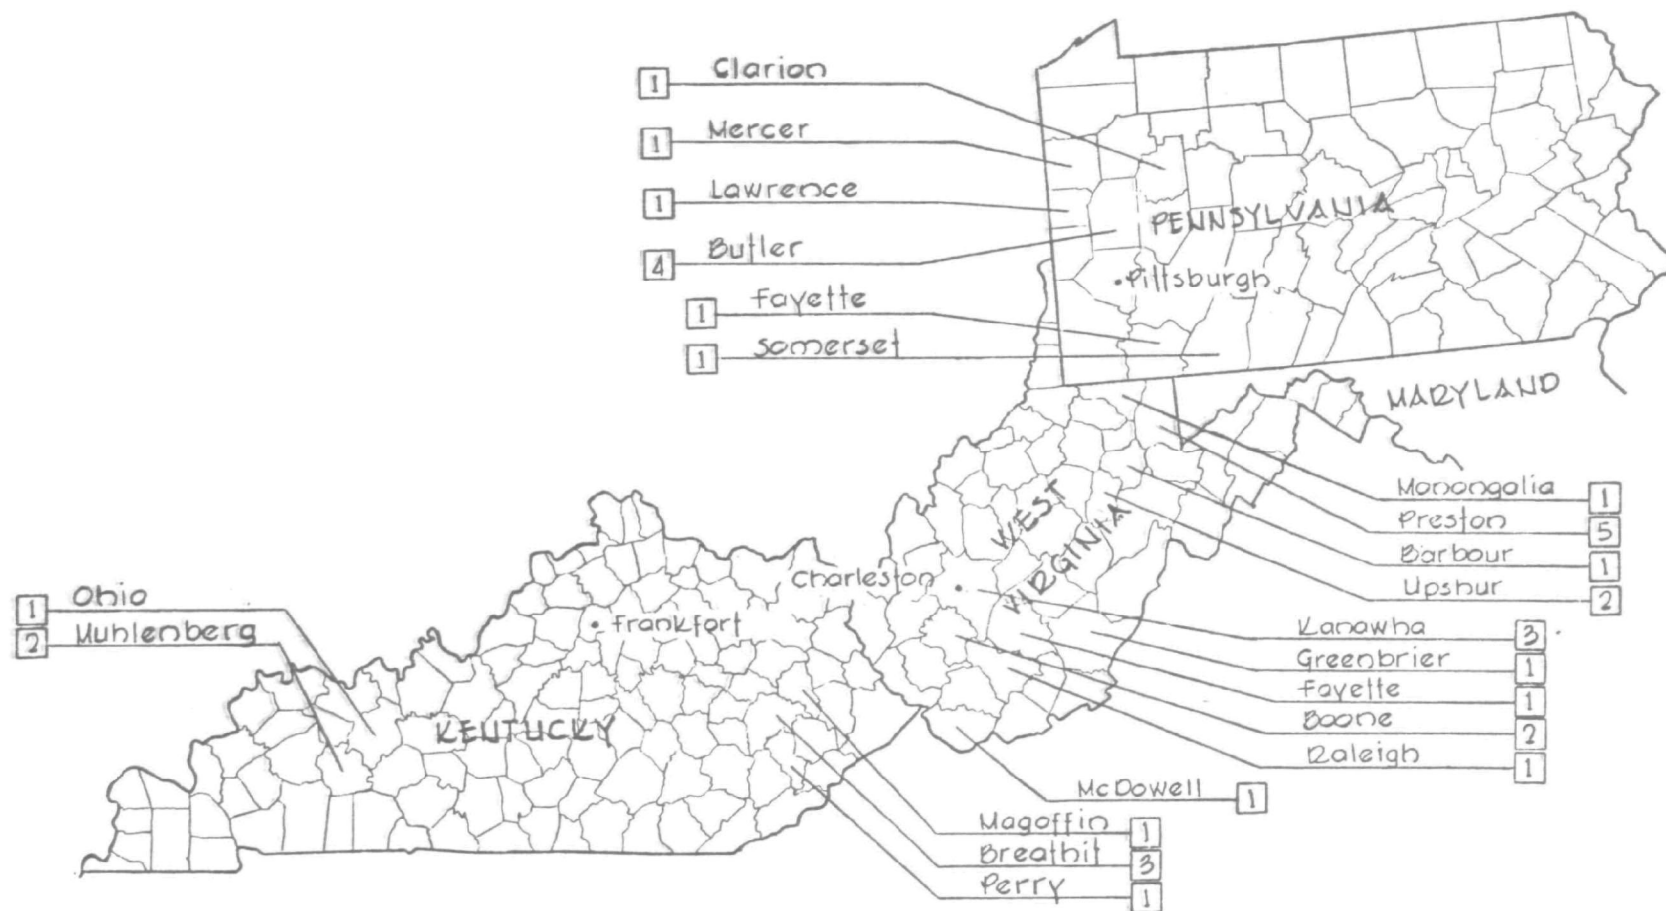 1 Clarion
1 Mercer
1 Lawrence
4 Butler
1 Fayette
1 Somerset
PENNSYLVANIA
Pittsburgh
MARYLAND
Monongalia 1
Preston 5
Barbour 1
Upshur 2
WEST
VIRGINIA
Charleston
Kanawha 3
Greenbrier 1
Fayette 1
Boone 2
Raleigh 1
McDowell 1
1 Ohio
2 Muhlenberg
Frankfort
KENTUCKY
Magoffin 1
Breathit 3
Perry 1